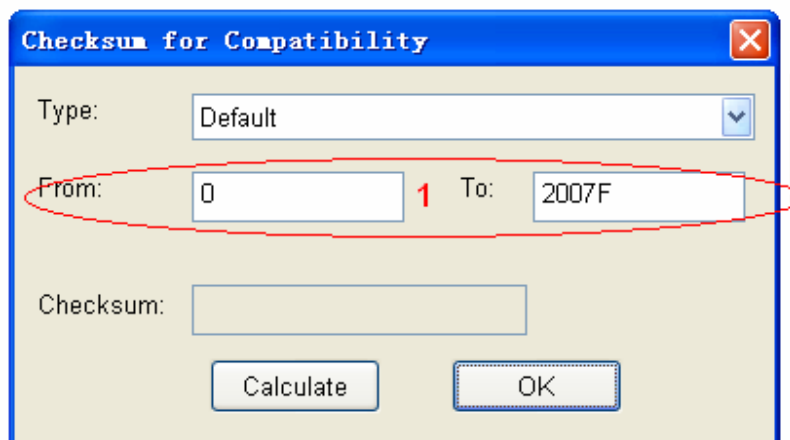 Checksum for Compatibility
Type: Default
From: 0 1 To: 2007F
Checksum:
Calculate OK